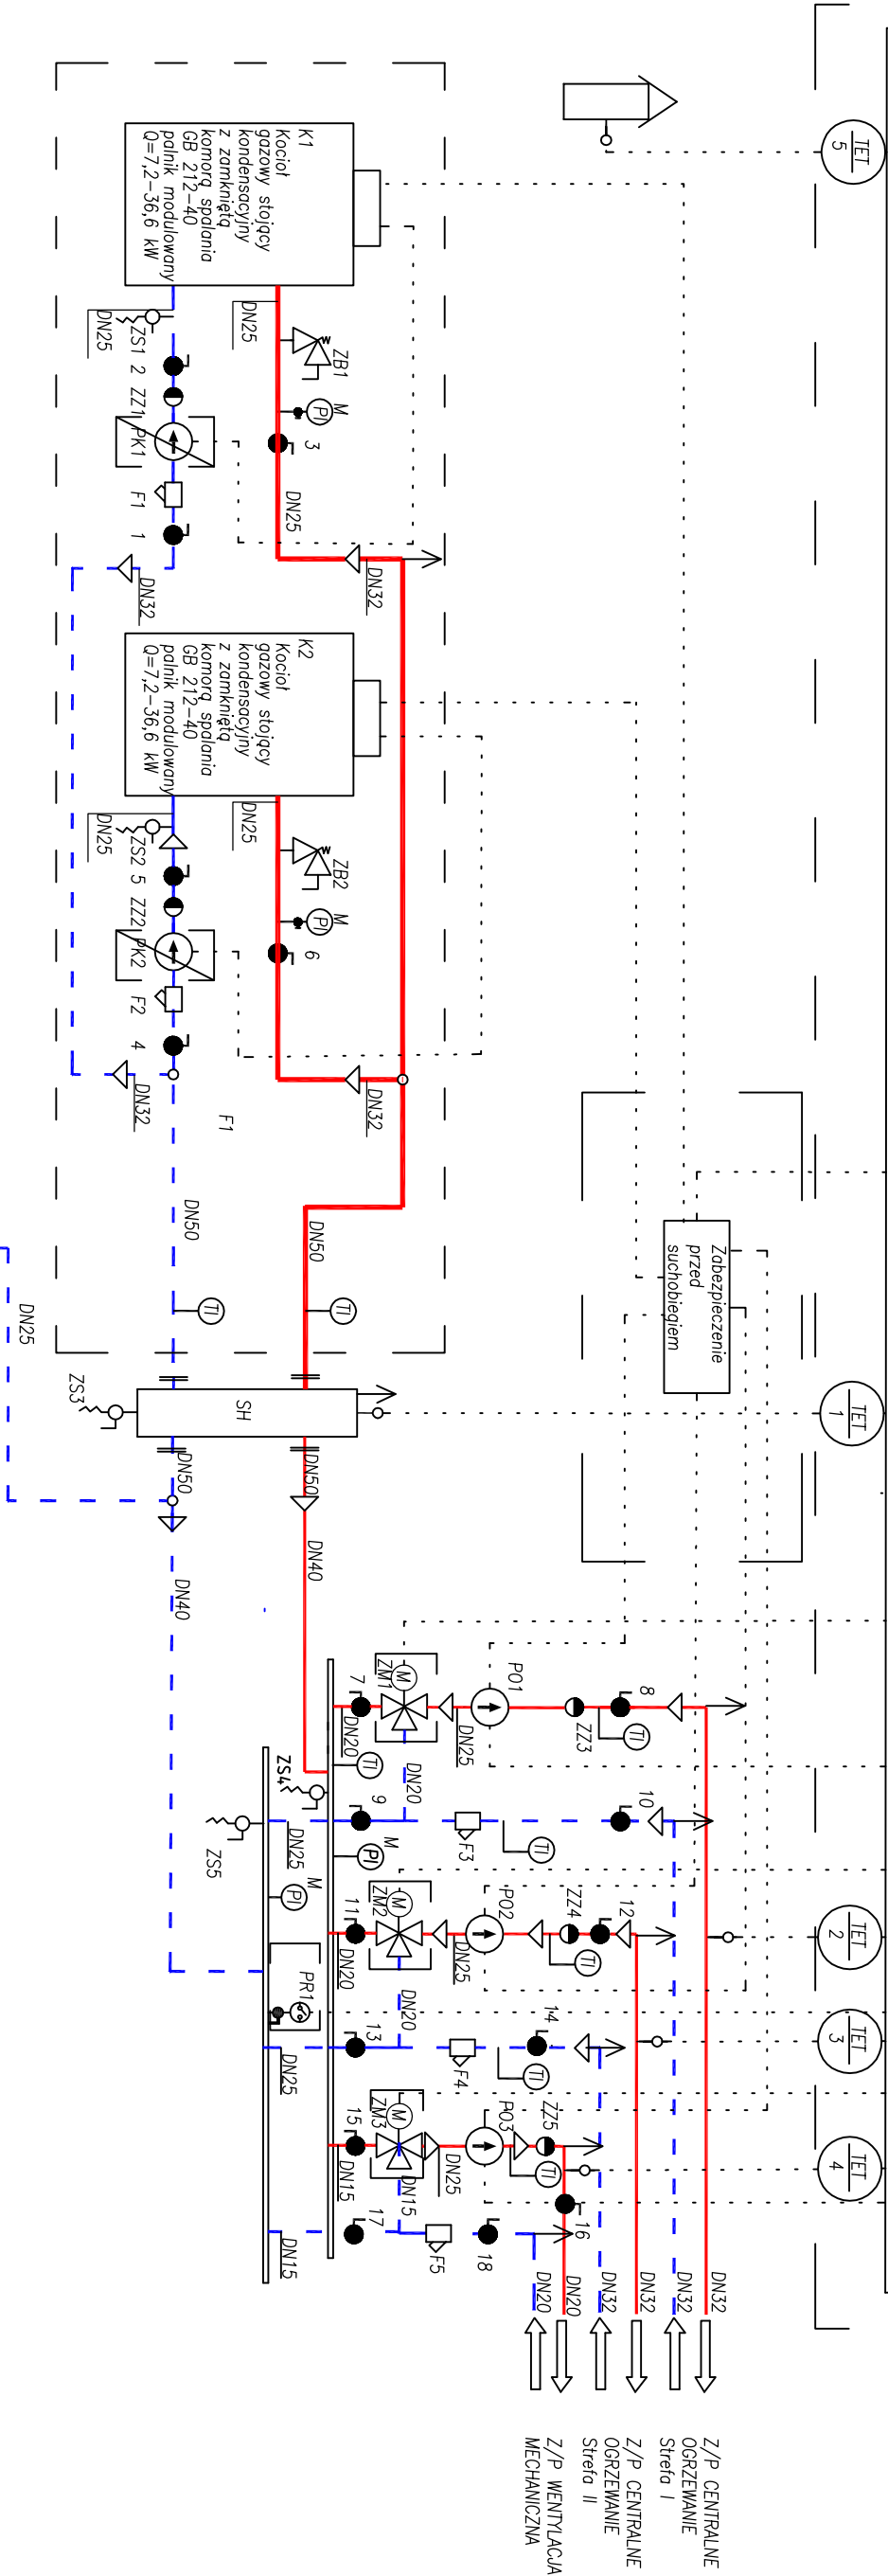 TET
5
K1
Kocioł
gazowy stojący
kondensacyjny
z zamkniętą
komorą spalania
GB 212-40
palnik modulowany
Q=7,2-36,6 kW
DN25
DN25
ZB1
M
PI
3
DN25
ZS1
2
ZZ1
PK1
F1
1
DN32
DN32
K2
Kocioł
gazowy stojący
kondensacyjny
z zamkniętą
komorą spalania
GB 212-40
palnik modulowany
Q=7,2-36,6 kW
DN25
DN25
ZB2
M
PI
6
ZS2
5
ZZ2
PK2
F2
4
DN32
DN32
F1
DN50
DN50
TI
TI
DN25
Zabezpieczenie
przed
suchobiegiem
TET
1
SH
ZS3
DN50
DN50
DN40
DN40
7
ZM1
M
PO1
ZZ3
8
TI
DN20
DN25
TI
DN20
ZS4
9
M
PI
F3
TI
10
DN25
ZS5
M
PI
11
ZM2
M
PO2
ZZ4
12
TI
DN20
DN25
TET
2
PR1
DN20
13
F4
14
TI
DN25
TET
3
15
ZM3
M
PO3
ZZ5
TI
DN15
DN25
DN15
TET
4
16
17
F5
18
DN15
DN32
DN32
DN32
DN32
DN20
DN20
Z/P CENTRALNE
OGRZEWANIE
Strefa I
Z/P CENTRALNE
OGRZEWANIE
Strefa II
Z/P WENTYLACJA
MECHANICZNA